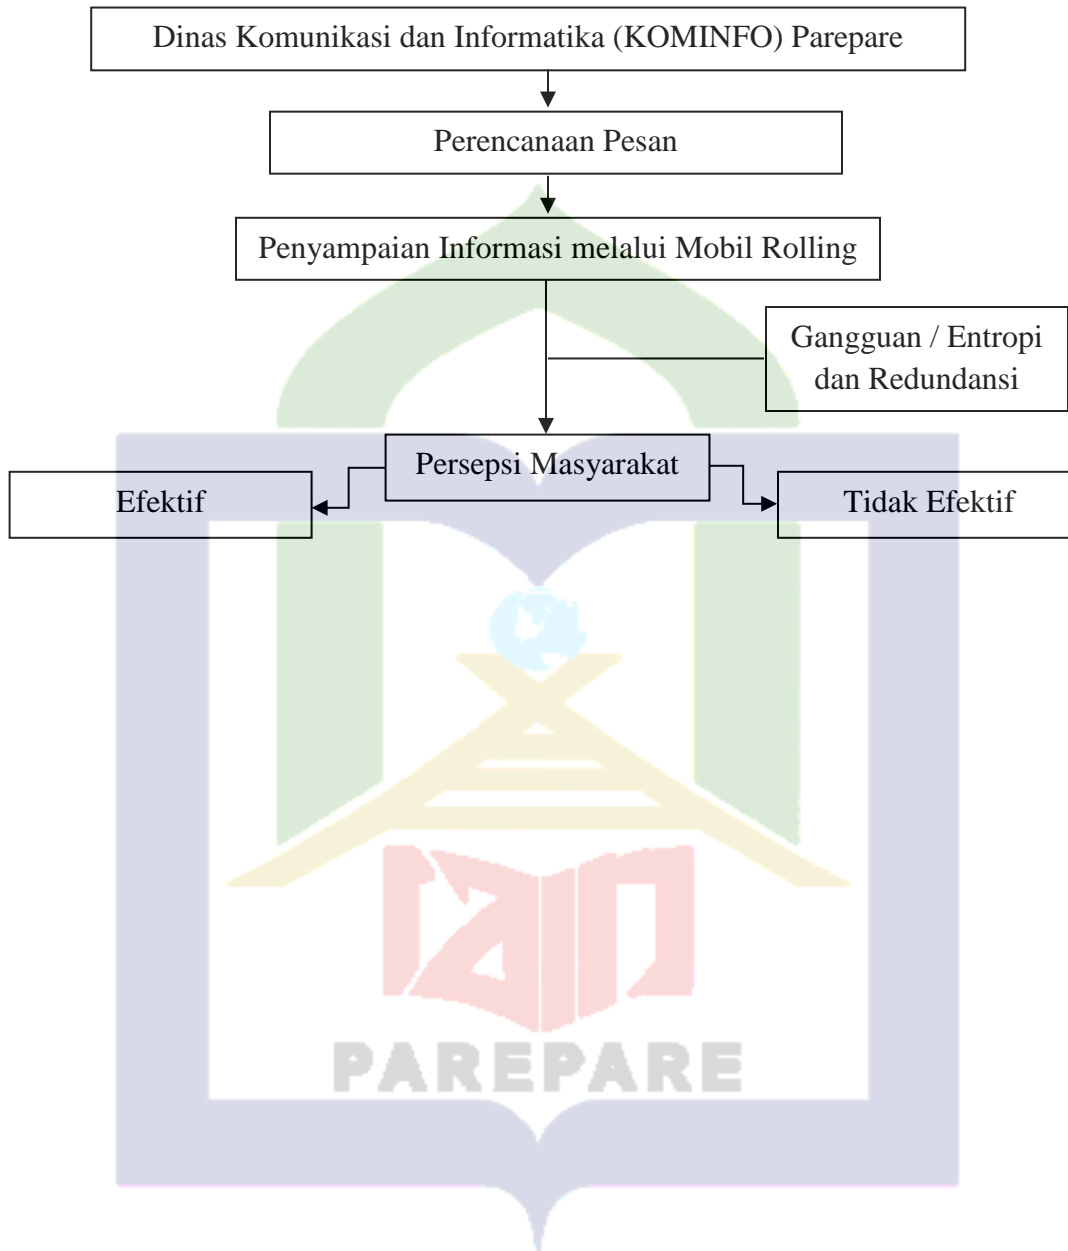 Dinas Komunikasi dan Informatika (KOMINFO) Parepare
Perencanaan Pesan
Penyampaian Informasi melalui Mobil Rolling
Gangguan / Entropi
dan Redundansi
Persepsi Masyarakat
Efektif
Tidak Efektif
iain
PAREPARE